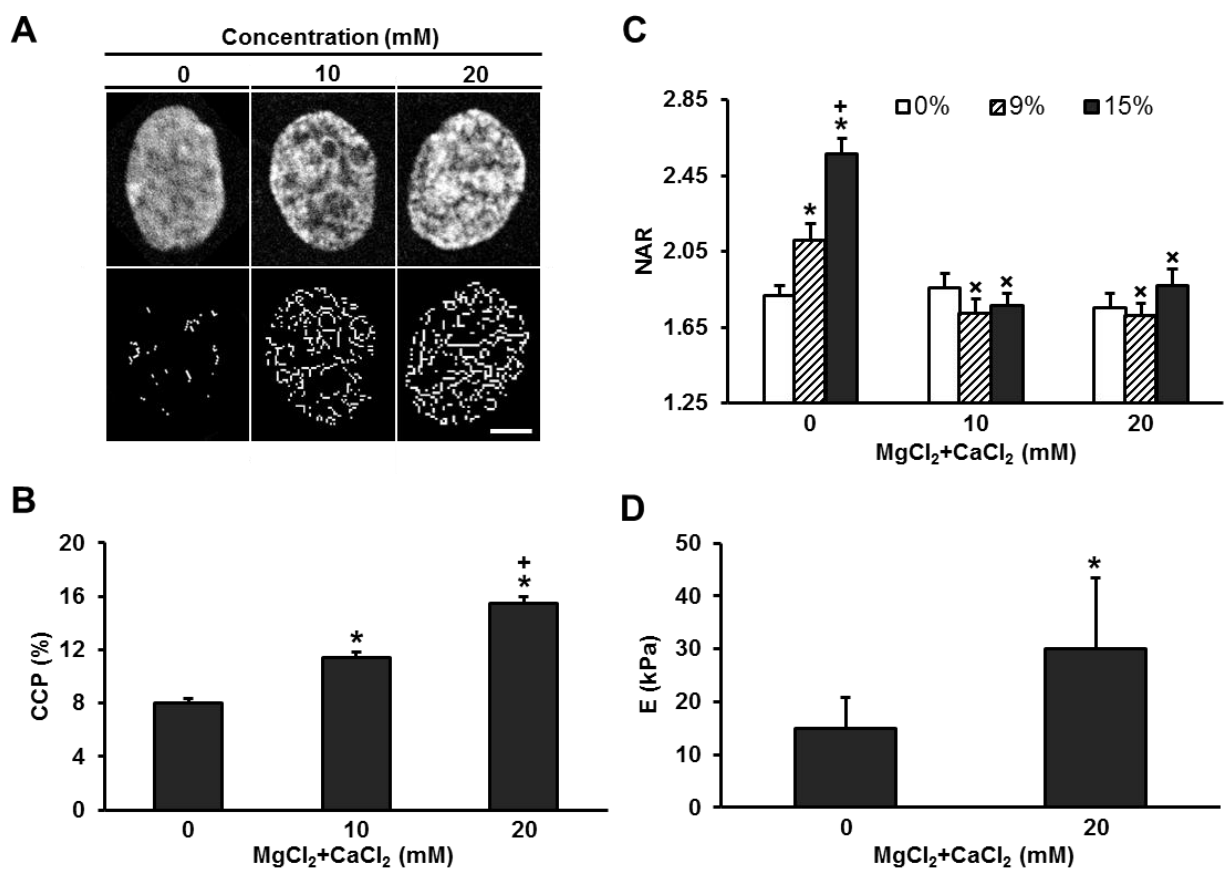 A
Concentration (mM)
0 10 20
B
20
16
12
8
4
0
CCP (%)
*
+
*
0 10 20
MgCl₂+CaCl₂ (mM)
C
2.85
2.45
2.05
1.65
1.25
NAR
0% 9% 15%
*
+
*
× ×
× ×
0 10 20
MgCl₂+CaCl₂ (mM)
D
50
40
30
20
10
0
E (kPa)
*
0 20
MgCl₂+CaCl₂ (mM)